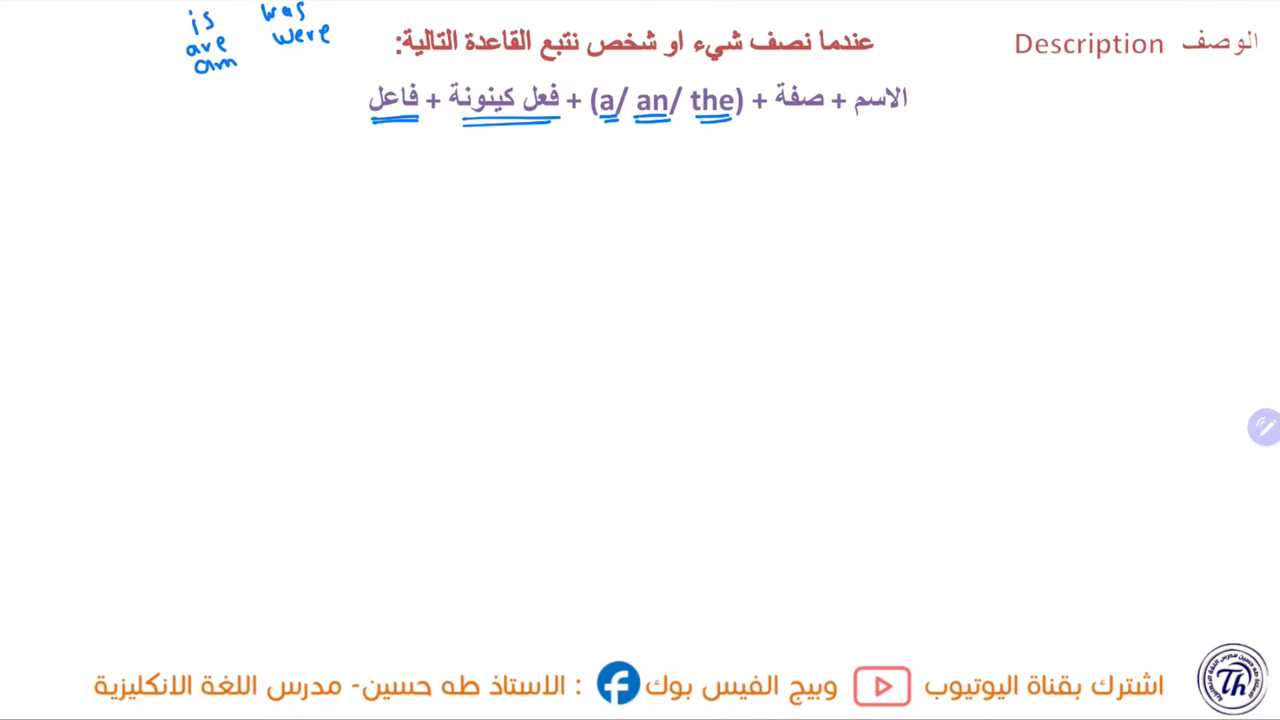 الوصف Description
عندما نصف شيء او شخص نتبع القاعدة التالية:
is
are
am
was
were
فاعل + فعل كينونة + (a/ an/ the) + صفة + الاسم
اشترك بقناة اليوتيوب وبيج الفيس بوك : الاستاذ طه حسين- مدرس اللغة الانكليزية
Th